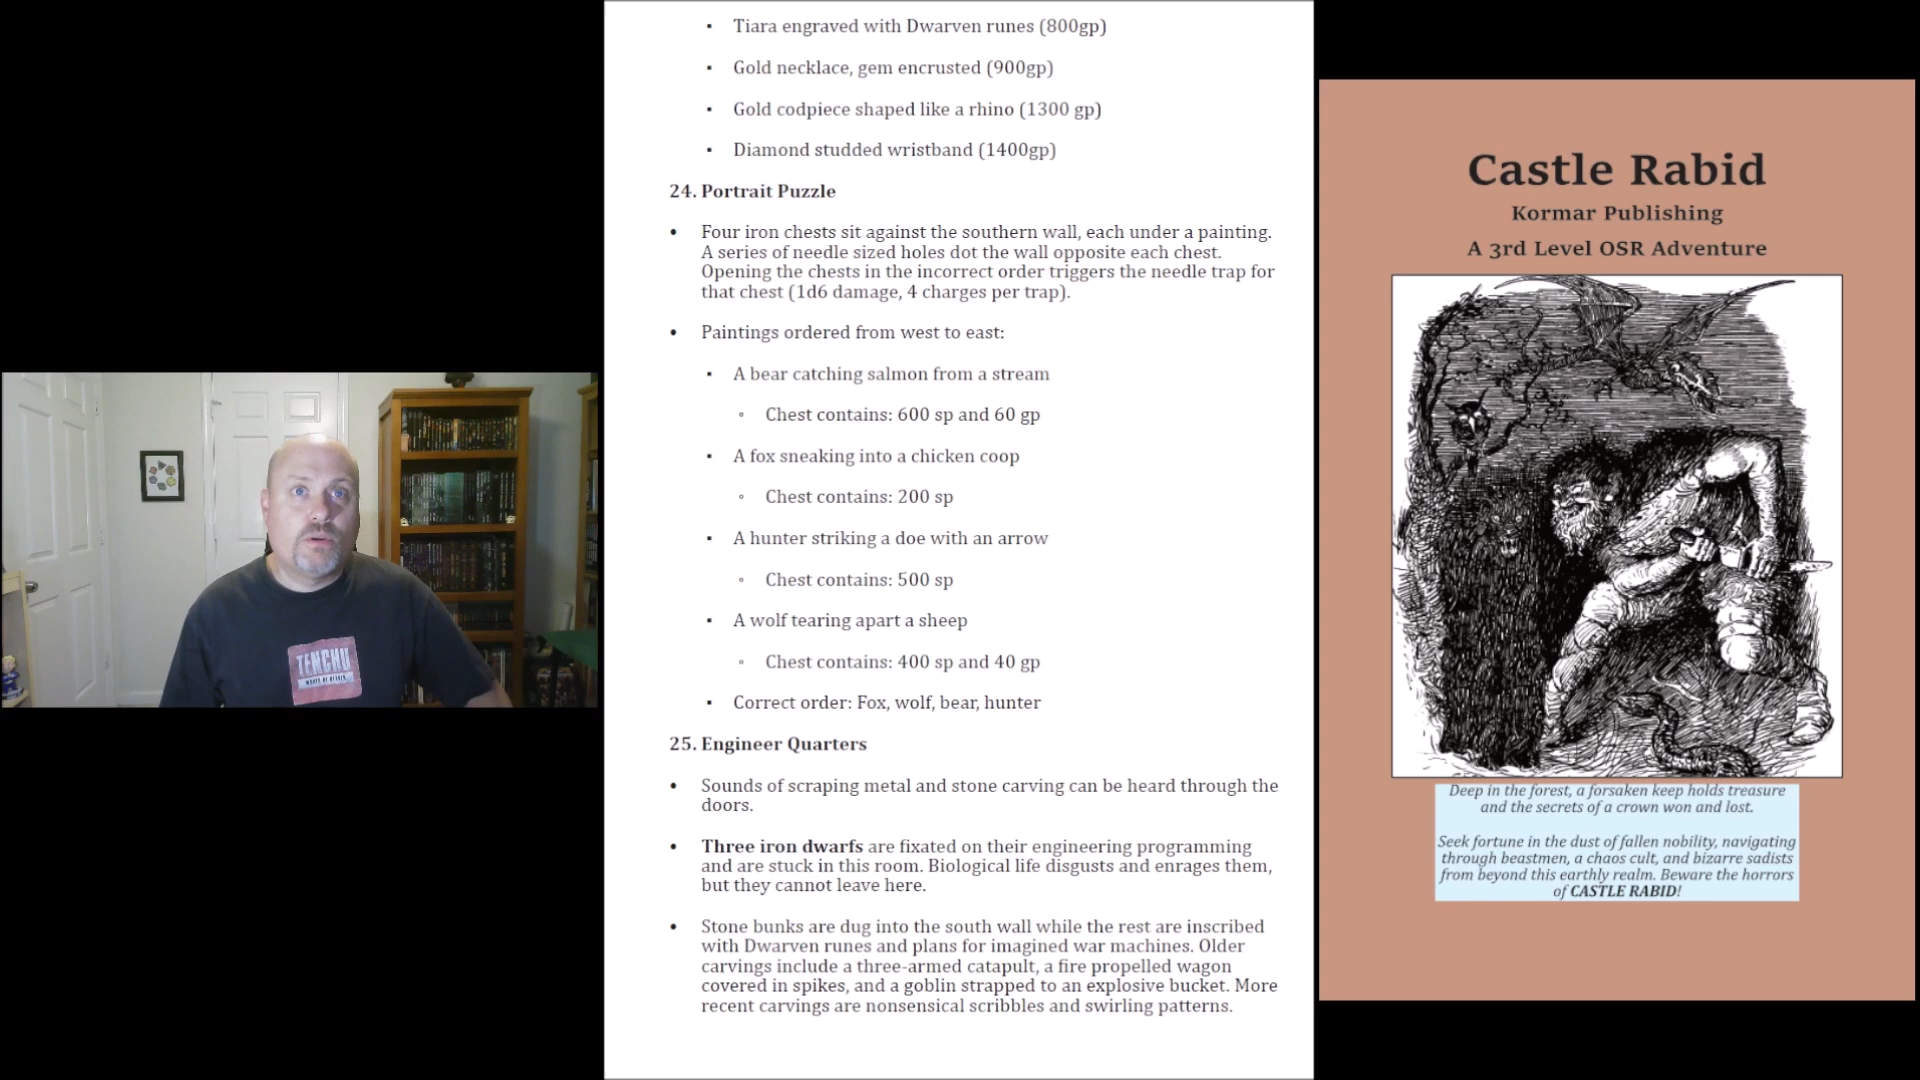 ▪ Tiara engraved with Dwarven runes (800gp)
▪ Gold necklace, gem encrusted (900gp)
▪ Gold codpiece shaped like a rhino (1300 gp)
▪ Diamond studded wristband (1400gp)
24. Portrait Puzzle
• Four iron chests sit against the southern wall, each under a painting.
A series of needle sized holes dot the wall opposite each chest.
Opening the chests in the incorrect order triggers the needle trap for
that chest (1d6 damage, 4 charges per trap).
• Paintings ordered from west to east:
▪ A bear catching salmon from a stream
◦ Chest contains: 600 sp and 60 gp
▪ A fox sneaking into a chicken coop
◦ Chest contains: 200 sp
▪ A hunter striking a doe with an arrow
◦ Chest contains: 500 sp
▪ A wolf tearing apart a sheep
◦ Chest contains: 400 sp and 40 gp
▪ Correct order: Fox, wolf, bear, hunter
25. Engineer Quarters
• Sounds of scraping metal and stone carving can be heard through the
doors.
• Three iron dwarfs are fixated on their engineering programming
and are stuck in this room. Biological life disgusts and enrages them,
but they cannot leave here.
• Stone bunks are dug into the south wall while the rest are inscribed
with Dwarven runes and plans for imagined war machines. Older
carvings include a three-armed catapult, a fire propelled wagon
covered in spikes, and a goblin strapped to an explosive bucket. More
recent carvings are nonsensical scribbles and swirling patterns.
TENCHU
Castle Rabid
Kormar Publishing
A 3rd Level OSR Adventure
Deep in the forest, a forsaken keep holds treasure
and the secrets of a crown won and lost.
Seek fortune in the dust of fallen nobility, navigating
through beastmen, a chaos cult, and bizarre sadists
from beyond this earthly realm. Beware the horrors
of CASTLE RABID!